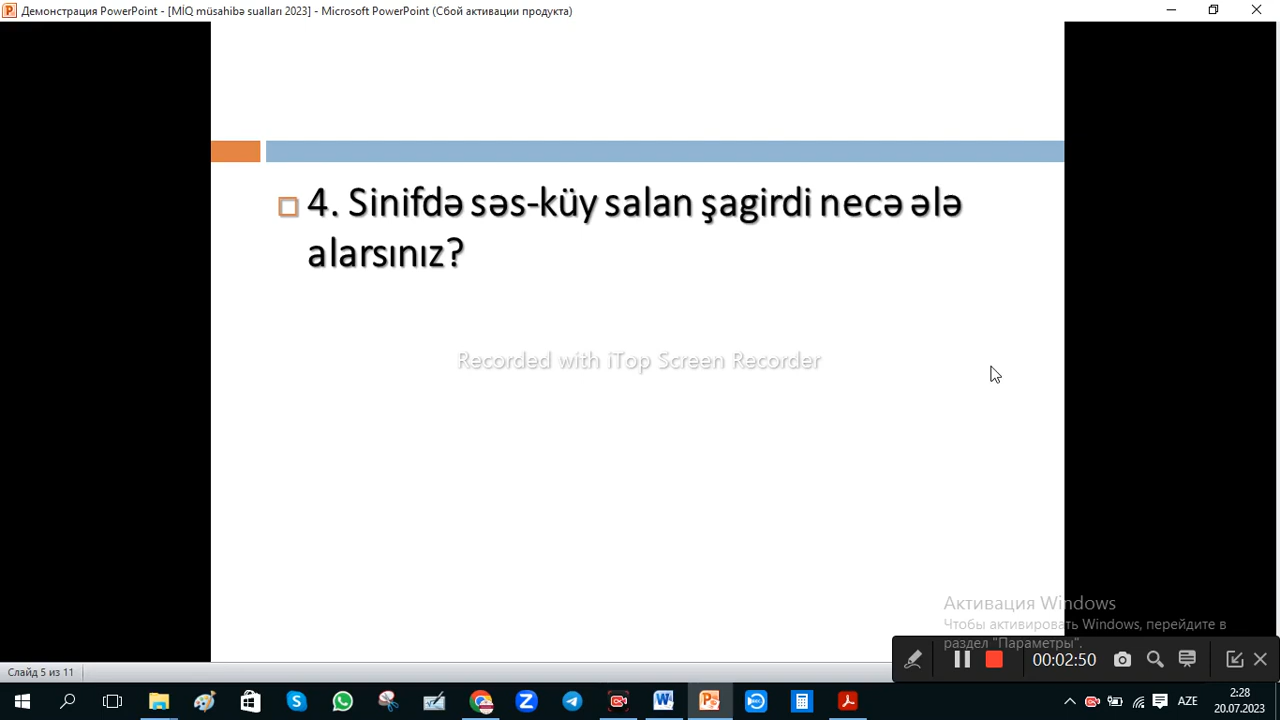 Демонстрация PowerPoint - [MİQ müsahibə sualları 2023] - Microsoft PowerPoint (Сбой активации продукта)
4. Sinifdə səs-küy salan şagirdi necə ələ
alarsınız?
Recorded with iTop Screen Recorder
Активация Windows
Чтобы активировать Windows, перейдите в
раздел "Параметры".
00:02:50
Слайд 5 из 11
AZE
2:28
20.07.2023